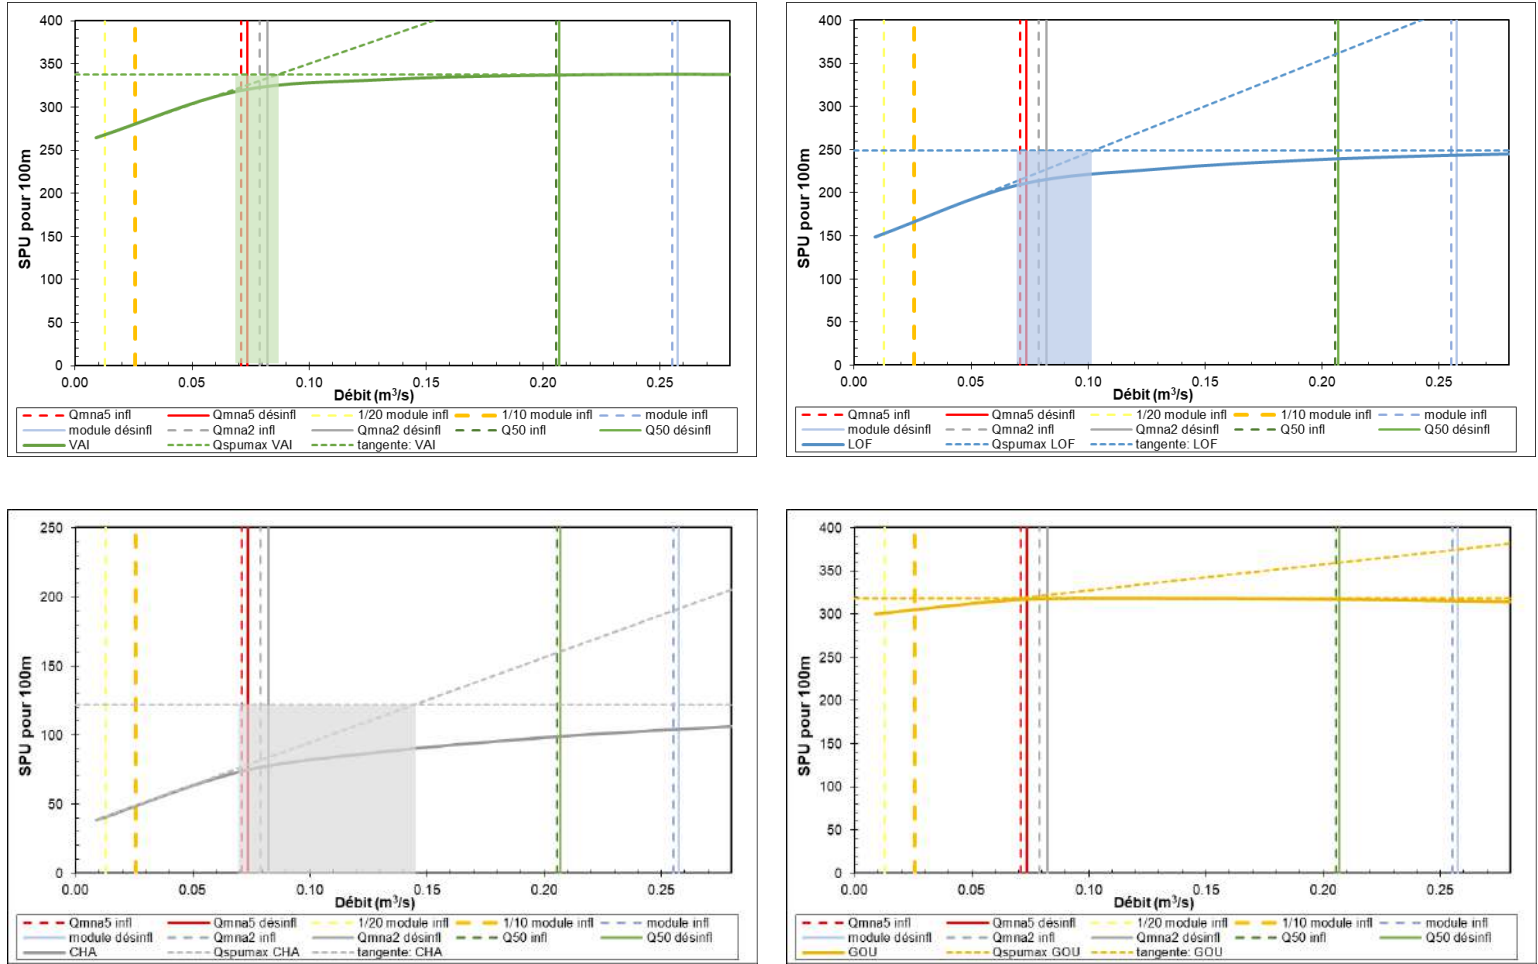 400
350
300
250
200
150
100
50
0
SPU pour 100m
0.00 0.05 0.10 0.15 0.20 0.25
Débit (m³/s)
Qmna5 infl Qmna5 désinfl 1/20 module infl 1/10 module infl module infl
module désinfl Qmna2 infl Qmna2 désinfl Q50 infl Q50 désinfl
VAI Qspumax VAI tangente: VAI
400
350
300
250
200
150
100
50
0
SPU pour 100m
0.00 0.05 0.10 0.15 0.20 0.25
Débit (m³/s)
Qmna5 infl Qmna5 désinfl 1/20 module infl 1/10 module infl module infl
module désinfl Qmna2 infl Qmna2 désinfl Q50 infl Q50 désinfl
LOF Qspumax LOF tangente: LOF
250
200
150
100
50
0
SPU pour 100m
0.00 0.05 0.10 0.15 0.20 0.25
Débit (m³/s)
Qmna5 infl Qmna5 désinfl 1/20 module infl 1/10 module infl module infl
module désinfl Qmna2 infl Qmna2 désinfl Q50 infl Q50 désinfl
CHA Qspumax CHA tangente: CHA
400
350
300
250
200
150
100
50
0
SPU pour 100m
0.00 0.05 0.10 0.15 0.20 0.25
Débit (m³/s)
Qmna5 infl Qmna5 désinfl 1/20 module infl 1/10 module infl module infl
module désinfl Qmna2 infl Qmna2 désinfl Q50 infl Q50 désinfl
GOU Qspumax GOU tangente: GOU